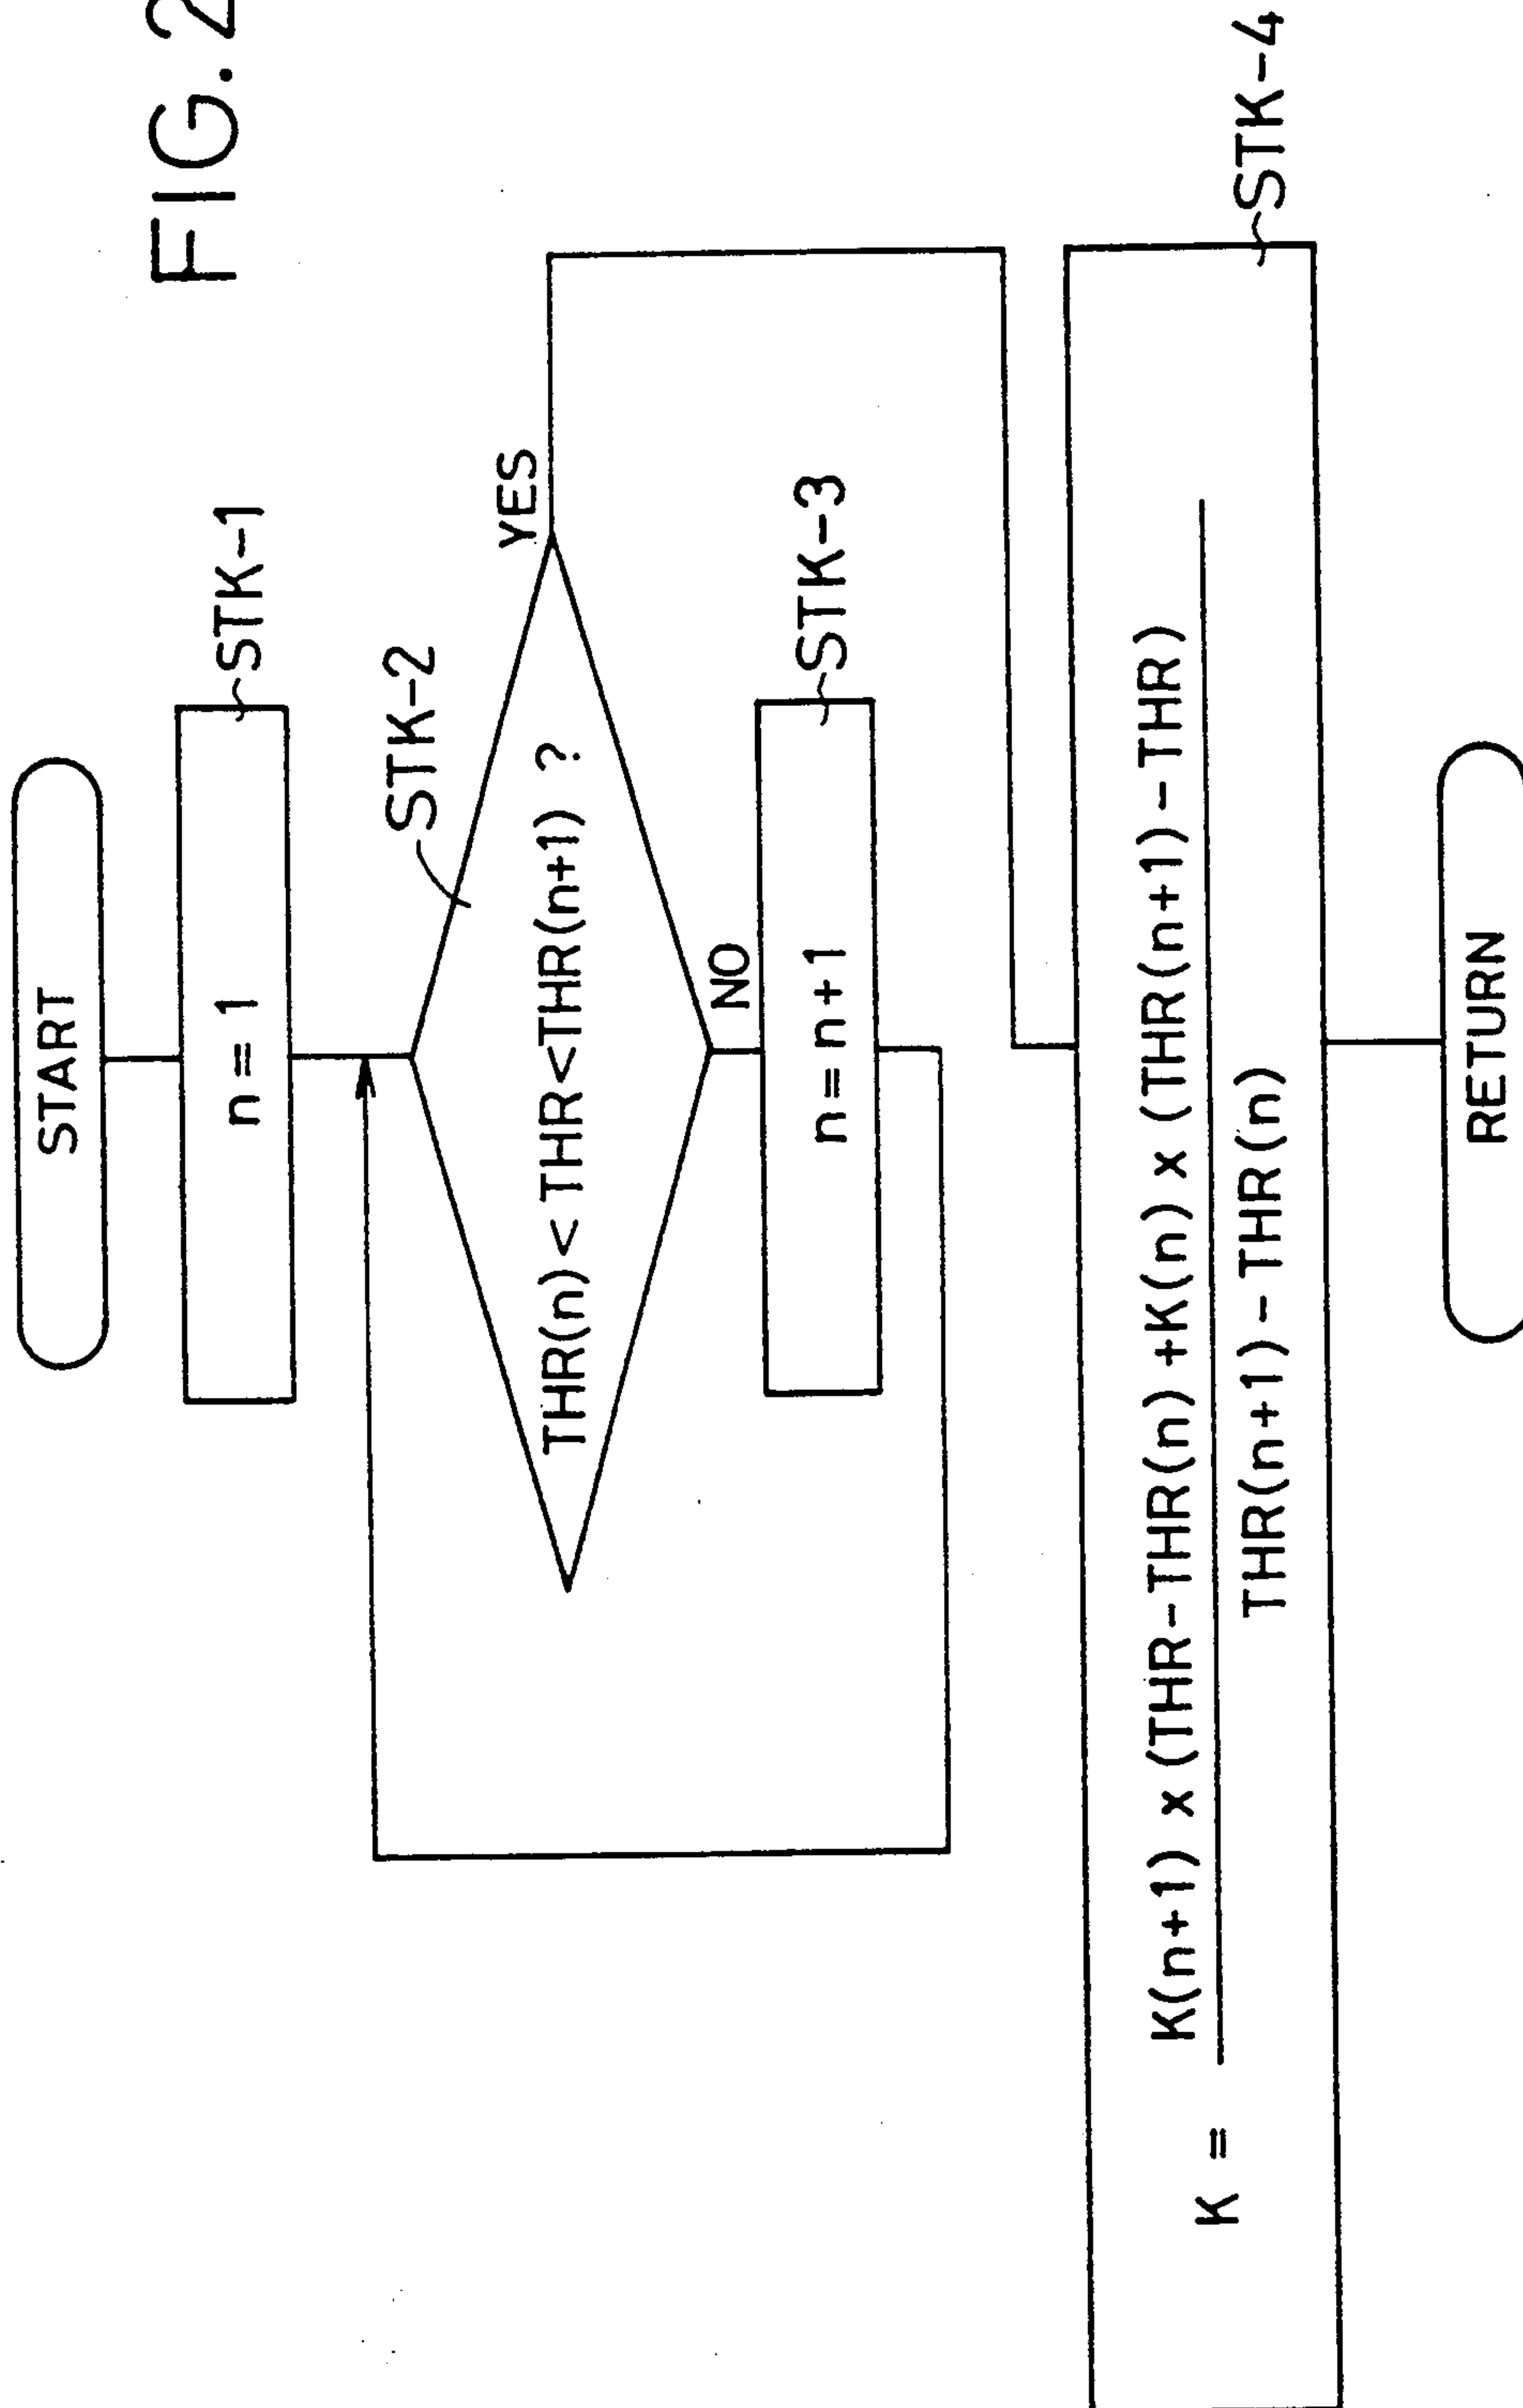 FIG. 2
START
n = 1
STK-1
STK-2
THR(n) < THR < THR(n+1) ?
YES
NO
n = n + 1
STK-3
K(n+1) x (THR-THR(n) + K(n) x (THR(n+1) - THR)
K =
THR(n+1) - THR(n)
STK-4
RETURN